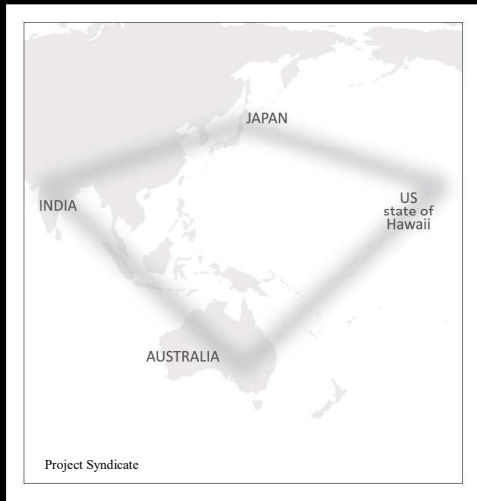 JAPAN
INDIA
US
state of
Hawaii
AUSTRALIA
Project Syndicate